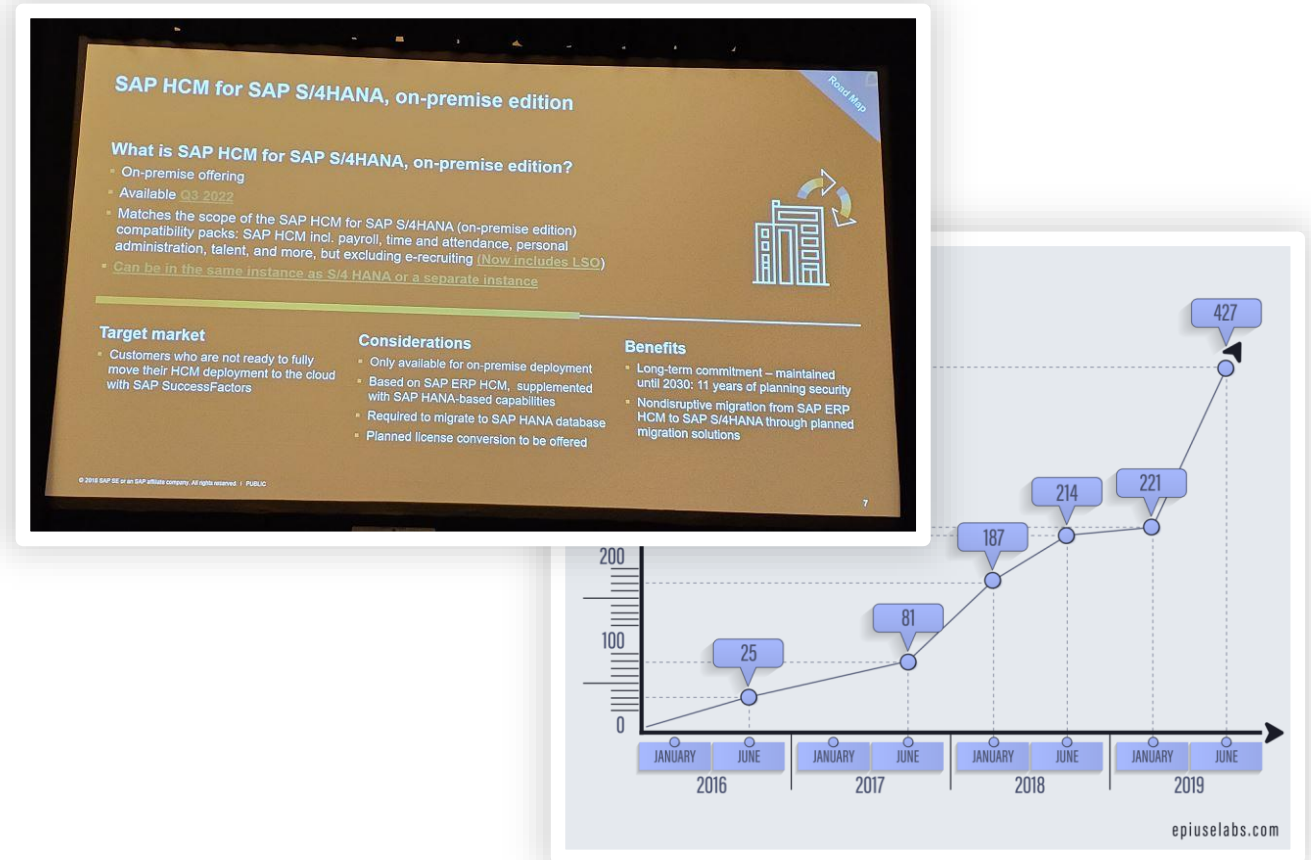 SAP HCM for SAP S/4HANA, on-premise edition
Road Map
What is SAP HCM for SAP S/4HANA, on-premise edition?
On-premise offering
Available Q3 2022
Matches the scope of the SAP HCM for SAP S/4HANA (on-premise edition)
compatibility packs: SAP HCM incl. payroll, time and attendance, personal
administration, talent, and more, but excluding e-recruiting (Now includes LSO)
Can be in the same instance as S/4 HANA or a separate instance
Target market
Customers who are not ready to fully
move their HCM deployment to the cloud
with SAP SuccessFactors
Considerations
Only available for on-premise deployment
Based on SAP ERP HCM, supplemented
with SAP HANA-based capabilities
Required to migrate to SAP HANA database
Planned license conversion to be offered
Benefits
Long-term commitment – maintained
until 2030: 11 years of planning security
Nondisruptive migration from SAP ERP
HCM to SAP S/4HANA through planned
migration solutions
© 2018 SAP SE or an SAP affiliate company. All rights reserved. | PUBLIC
7
427
221
214
187
200
81
100
25
0
JANUARY JUNE JANUARY JUNE JANUARY JUNE JANUARY JUNE
2016 2017 2018 2019
epiuselabs.com